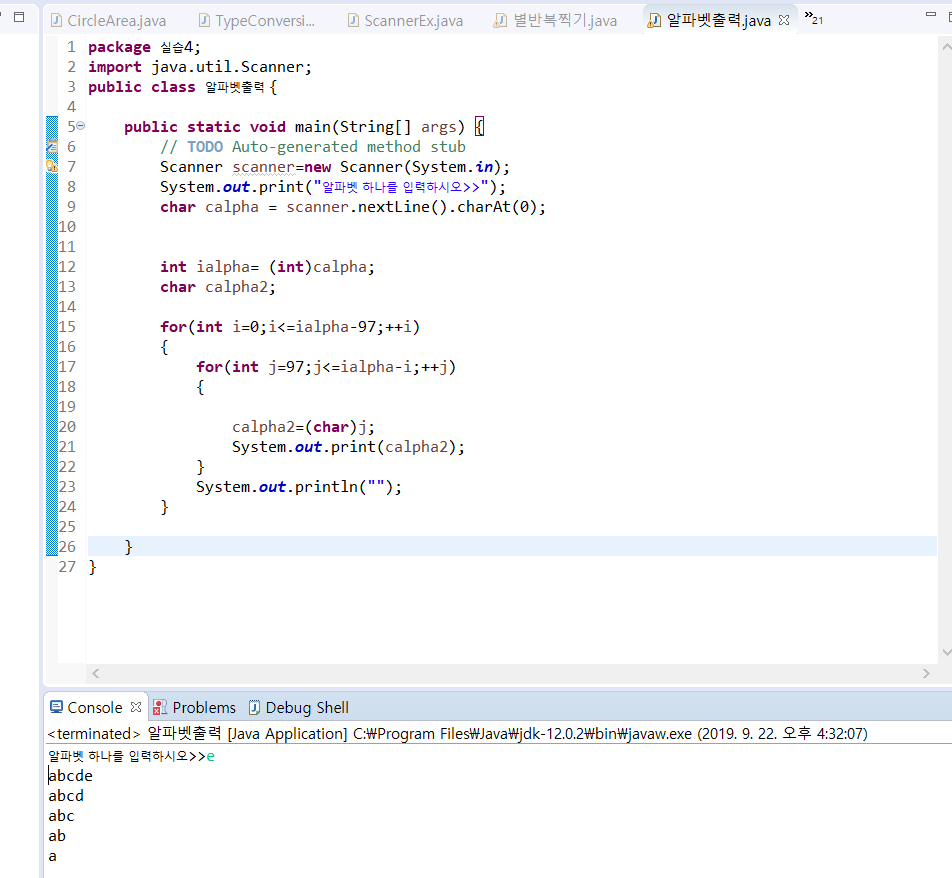 CircleArea.java TypeConversi... ScannerEx.java 별반복찍기.java 알파벳출력.java »21
1 package 실습4;
2 import java.util.Scanner;
3 public class 알파벳출력 {
4
5 public static void main(String[] args) {
6 // TODO Auto-generated method stub
7 Scanner scanner=new Scanner(System.in);
8 System.out.print("알파벳 하나를 입력하시오>>");
9 char calpha = scanner.nextLine().charAt(0);
10
11
12 int ialpha= (int)calpha;
13 char calpha2;
14
15 for(int i=0;i<=ialpha-97;++i)
16 {
17 for(int j=97;j<=ialpha-i;++j)
18 {
19
20 calpha2=(char)j;
21 System.out.print(calpha2);
22 }
23 System.out.println("");
24 }
25
26 }
27 }
Console Problems Debug Shell
<terminated> 알파벳출력 [Java Application] C:₩Program Files₩Java₩jdk-12.0.2₩bin₩javaw.exe (2019. 9. 22. 오후 4:32:07)
알파벳 하나를 입력하시오>>e
abcde
abcd
abc
ab
a